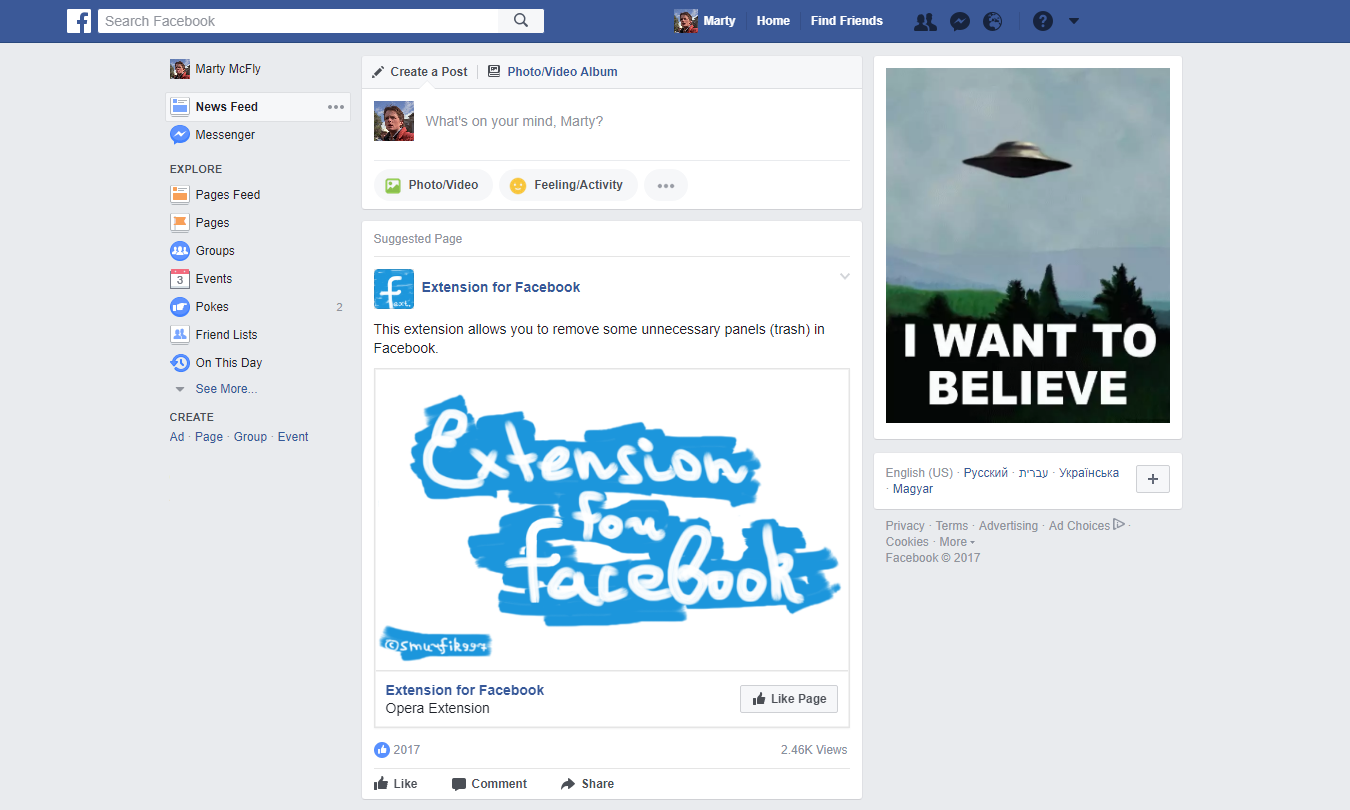 Search Facebook
Marty
Home
Find Friends
?
Marty McFly
News Feed
Messenger
EXPLORE
Pages Feed
Pages
Groups
3
Events
Pokes 2
Friend Lists
On This Day
See More...
CREATE
Ad · Page · Group · Event
Create a Post
Photo/Video Album
What's on your mind, Marty?
Photo/Video
Feeling/Activity
Suggested Page
f
ext.
Extension for Facebook
This extension allows you to remove some unnecessary panels (trash) in
Facebook.
Extension
for
facebook
©smurfik997
Extension for Facebook
Opera Extension
Like Page
2017
2.46K Views
Like
Comment
Share
I WANT TO
BELIEVE
English (US) · Русский · עברית · Українська
· Magyar
+
Privacy · Terms · Advertising · Ad Choices ·
Cookies · More
Facebook © 2017